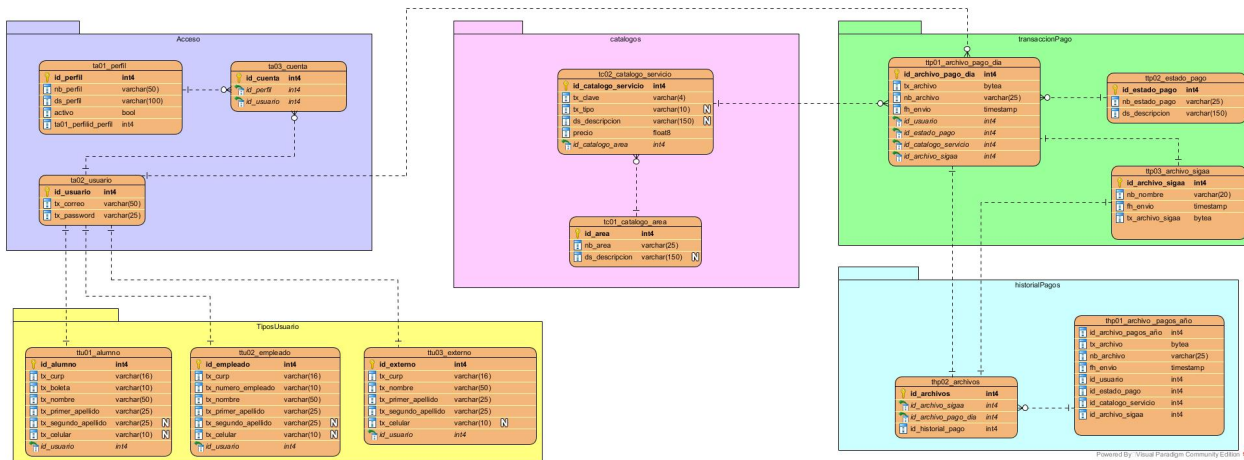 Acceso
ta01_perfil
id_perfil int4
nb_perfil varchar(50)
ds_perfil varchar(100)
activo bool
ta01_perfilid_perfil int4
ta03_cuenta
id_cuenta int4
id_perfil int4
id_usuario int4
ta02_usuario
id_usuario int4
tx_correo varchar(50)
tx_password varchar(25)
catalogos
tc02_catalogo_servicio
id_catalogo_servicio int4
tx_clave varchar(4)
tx_tipo varchar(10) N
ds_descripcion varchar(150) N
precio float8
id_catalogo_area int4
tc01_catalogo_area
id_area int4
nb_area varchar(25)
ds_descripcion varchar(150) N
transaccionPago
ttp01_archivo_pago_dia
id_archivo_pago_dia int4
tx_archivo bytea
nb_archivo varchar(25)
fh_envio timestamp
id_usuario int4
id_estado_pago int4
id_catalogo_servicio int4
id_archivo_sigaa int4
ttp02_estado_pago
id_estado_pago int4
nb_estado_pago varchar(25)
ds_descripcion varchar(150)
ttp03_archivo_sigaa
id_archivo_sigaa int4
nb_nombre varchar(20)
fh_envio timestamp
tx_archivo_sigaa bytea
TiposUsuario
ttu01_alumno
id_alumno int4
tx_curp varchar(16)
tx_boleta varchar(10)
tx_nombre varchar(50)
tx_primer_apellido varchar(25)
tx_segundo_apellido varchar(25) N
tx_celular varchar(10) N
id_usuario int4
ttu02_empleado
id_empleado int4
tx_curp varchar(16)
tx_numero_empleado varchar(10)
tx_nombre varchar(50)
tx_primer_apellido varchar(25)
tx_segundo_apellido varchar(25) N
tx_celular varchar(10) N
id_usuario int4
ttu03_externo
id_externo int4
tx_curp varchar(16)
tx_nombre varchar(50)
tx_primer_apellido varchar(25)
tx_segundo_apellido varchar(25)
tx_celular varchar(10) N
id_usuario int4
historialPagos
thp01_archivo_pagos_año
id_archivo_pagos_año int4
tx_archivo bytea
nb_archivo varchar(25)
fh_envio timestamp
id_usuario int4
id_estado_pago int4
id_catalogo_servicio int4
id_archivo_sigaa int4
thp02_archivos
id_archivos int4
id_archivo_sigaa int4
id_archivo_pago_dia int4
id_historial_pago int4
Powered By Visual Paradigm Community Edition